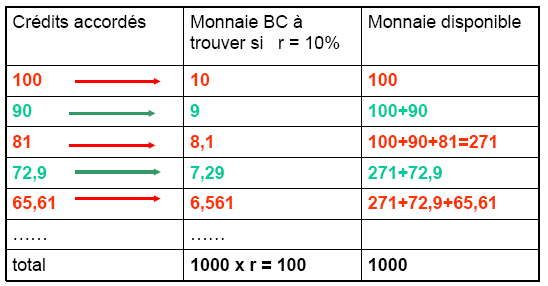 Crédits accordés Monnaie BC à trouver si r = 10% Monnaie disponible
100 10 100
90 9 100+90
81 8,1 100+90+81=271
72,9 7,29 271+72,9
65,61 6,561 271+72,9+65,61
...... ......
total 1000 x r = 100 1000